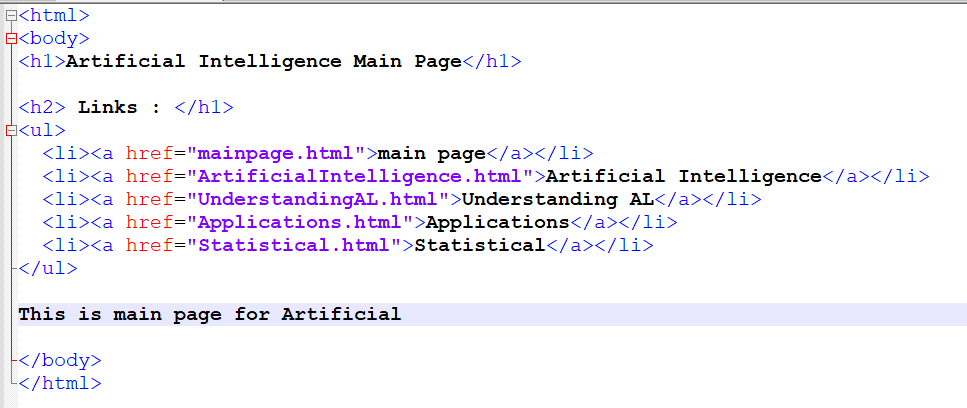 <html>
<body>
<h1>Artificial Intelligence Main Page</h1>
<h2> Links : </h1>
<ul>
<li><a href="mainpage.html">main page</a></li>
<li><a href="ArtificialIntelligence.html">Artificial Intelligence</a></li>
<li><a href="UnderstandingAL.html">Understanding AL</a></li>
<li><a href="Applications.html">Applications</a></li>
<li><a href="Statistical.html">Statistical</a></li>
</ul>
This is main page for Artificial
</body>
</html>